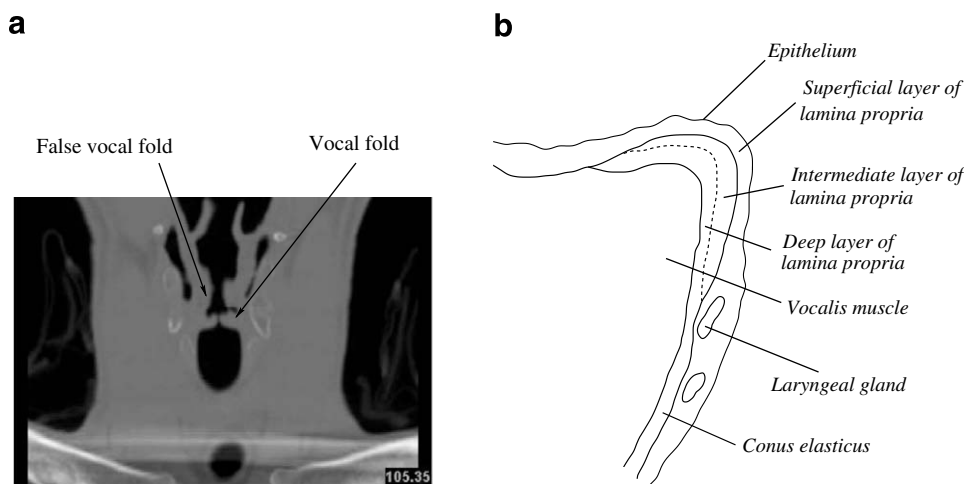 a
False vocal fold
Vocal fold
105.35
b
Epithelium
Superficial layer of
lamina propria
Intermediate layer of
lamina propria
Deep layer of
lamina propria
Vocalis muscle
Laryngeal gland
Conus elasticus